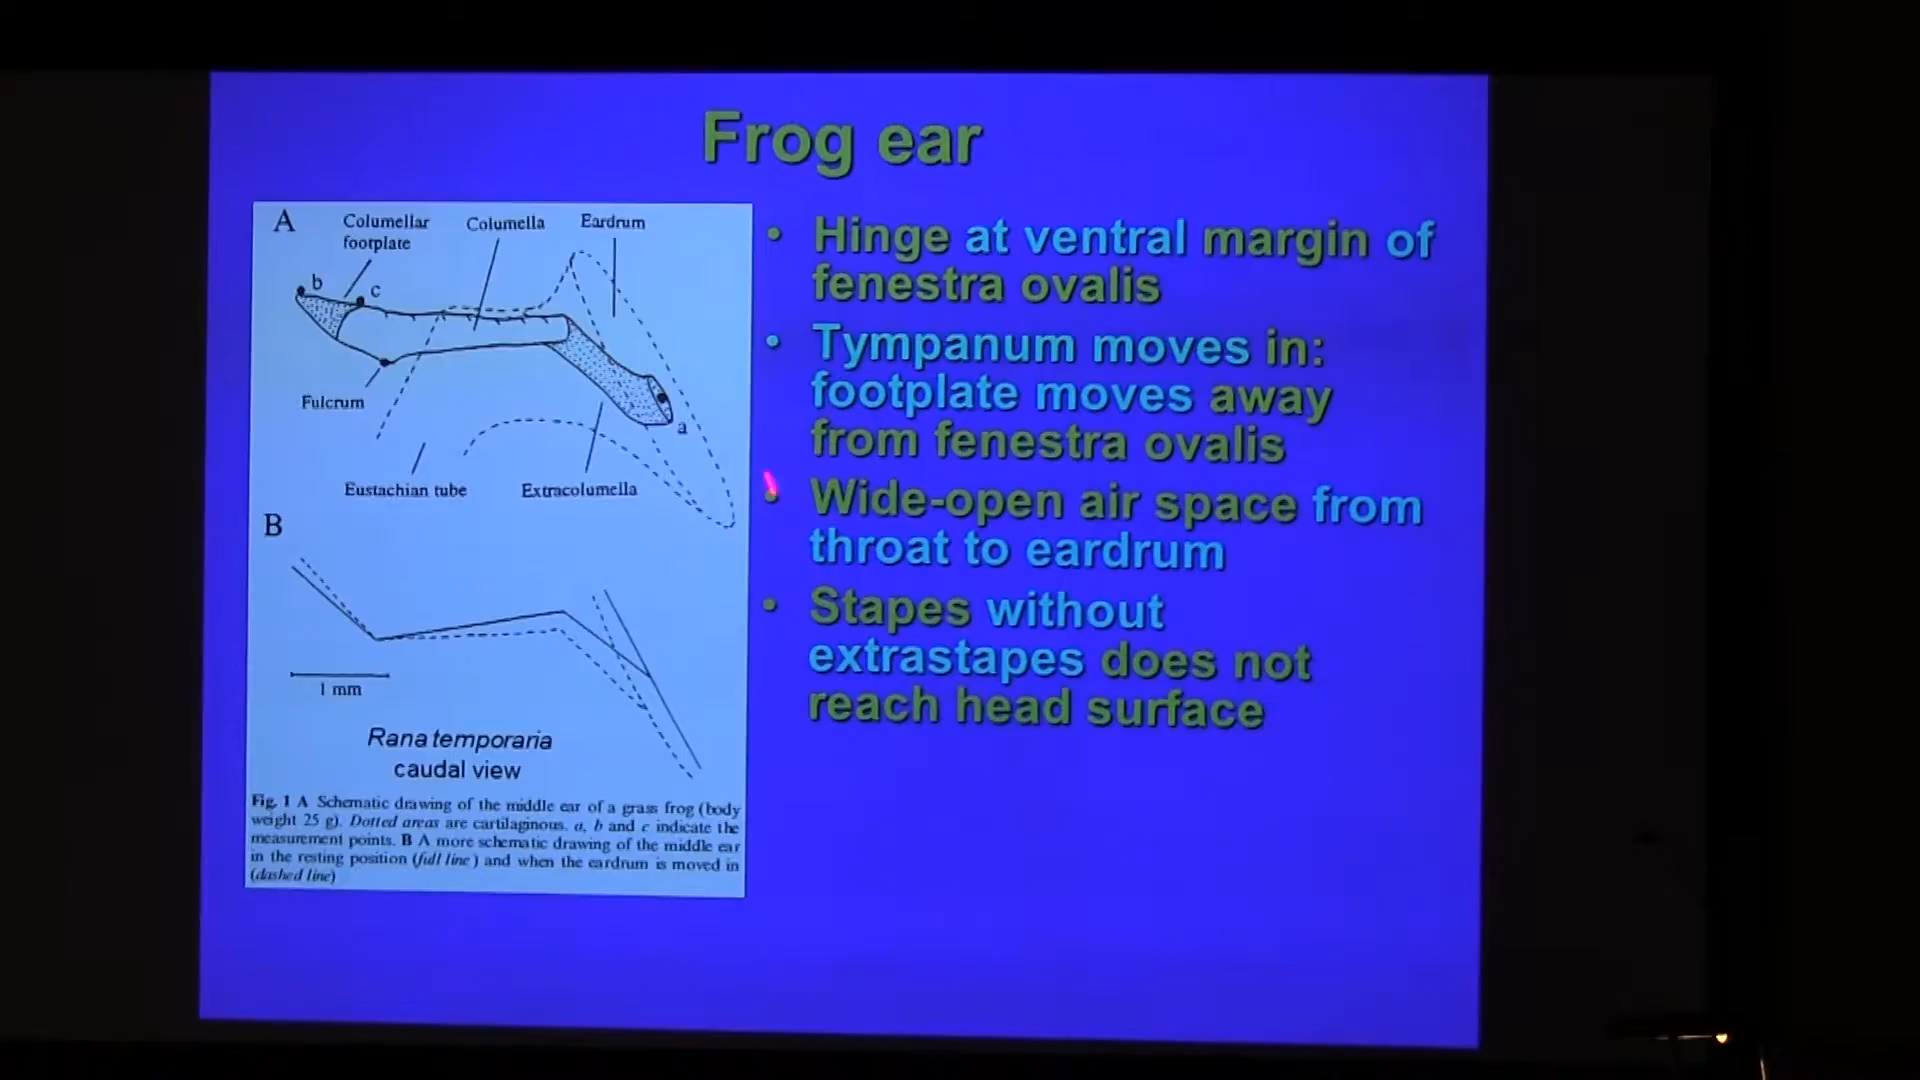 Frog ear
A
Columellar
footplate
Columella
Eardrum
b
c
Fulcrum
a
Eustachian tube
Extracolumella
B
1 mm
Rana temporaria
caudal view
Fig. 1 A Schematic drawing of the middle ear of a grass frog (body
weight 25 g). Dotted areas are cartilaginous. a, b and c indicate the
measurement points. B A more schematic drawing of the middle ear
in the resting position (full line) and when the eardrum is moved in
(dashed line)
• Hinge at ventral margin of
fenestra ovalis
• Tympanum moves in:
footplate moves away
from fenestra ovalis
• Wide-open air space from
throat to eardrum
• Stapes without
extrastapes does not
reach head surface